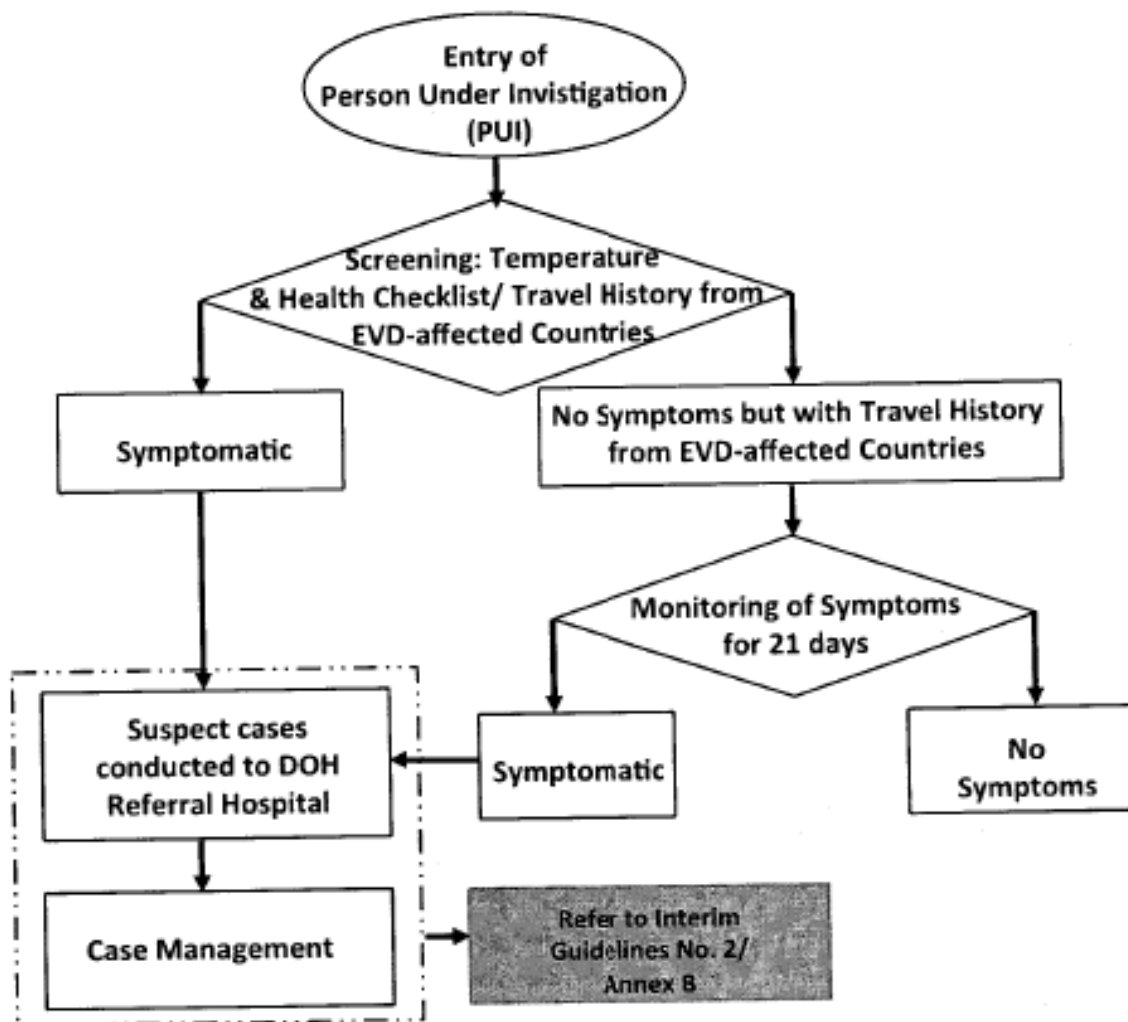 Entry of
Person Under Invistigation
(PUI)
Screening: Temperature
& Health Checklist/ Travel History from
EVD-affected Countries
Symptomatic
No Symptoms but with Travel History
from EVD-affected Countries
Monitoring of Symptoms
for 21 days
Suspect cases
conducted to DOH
Referral Hospital
Symptomatic
No
Symptoms
Case Management
Refer to Interim
Guidelines No. 2/
Annex B